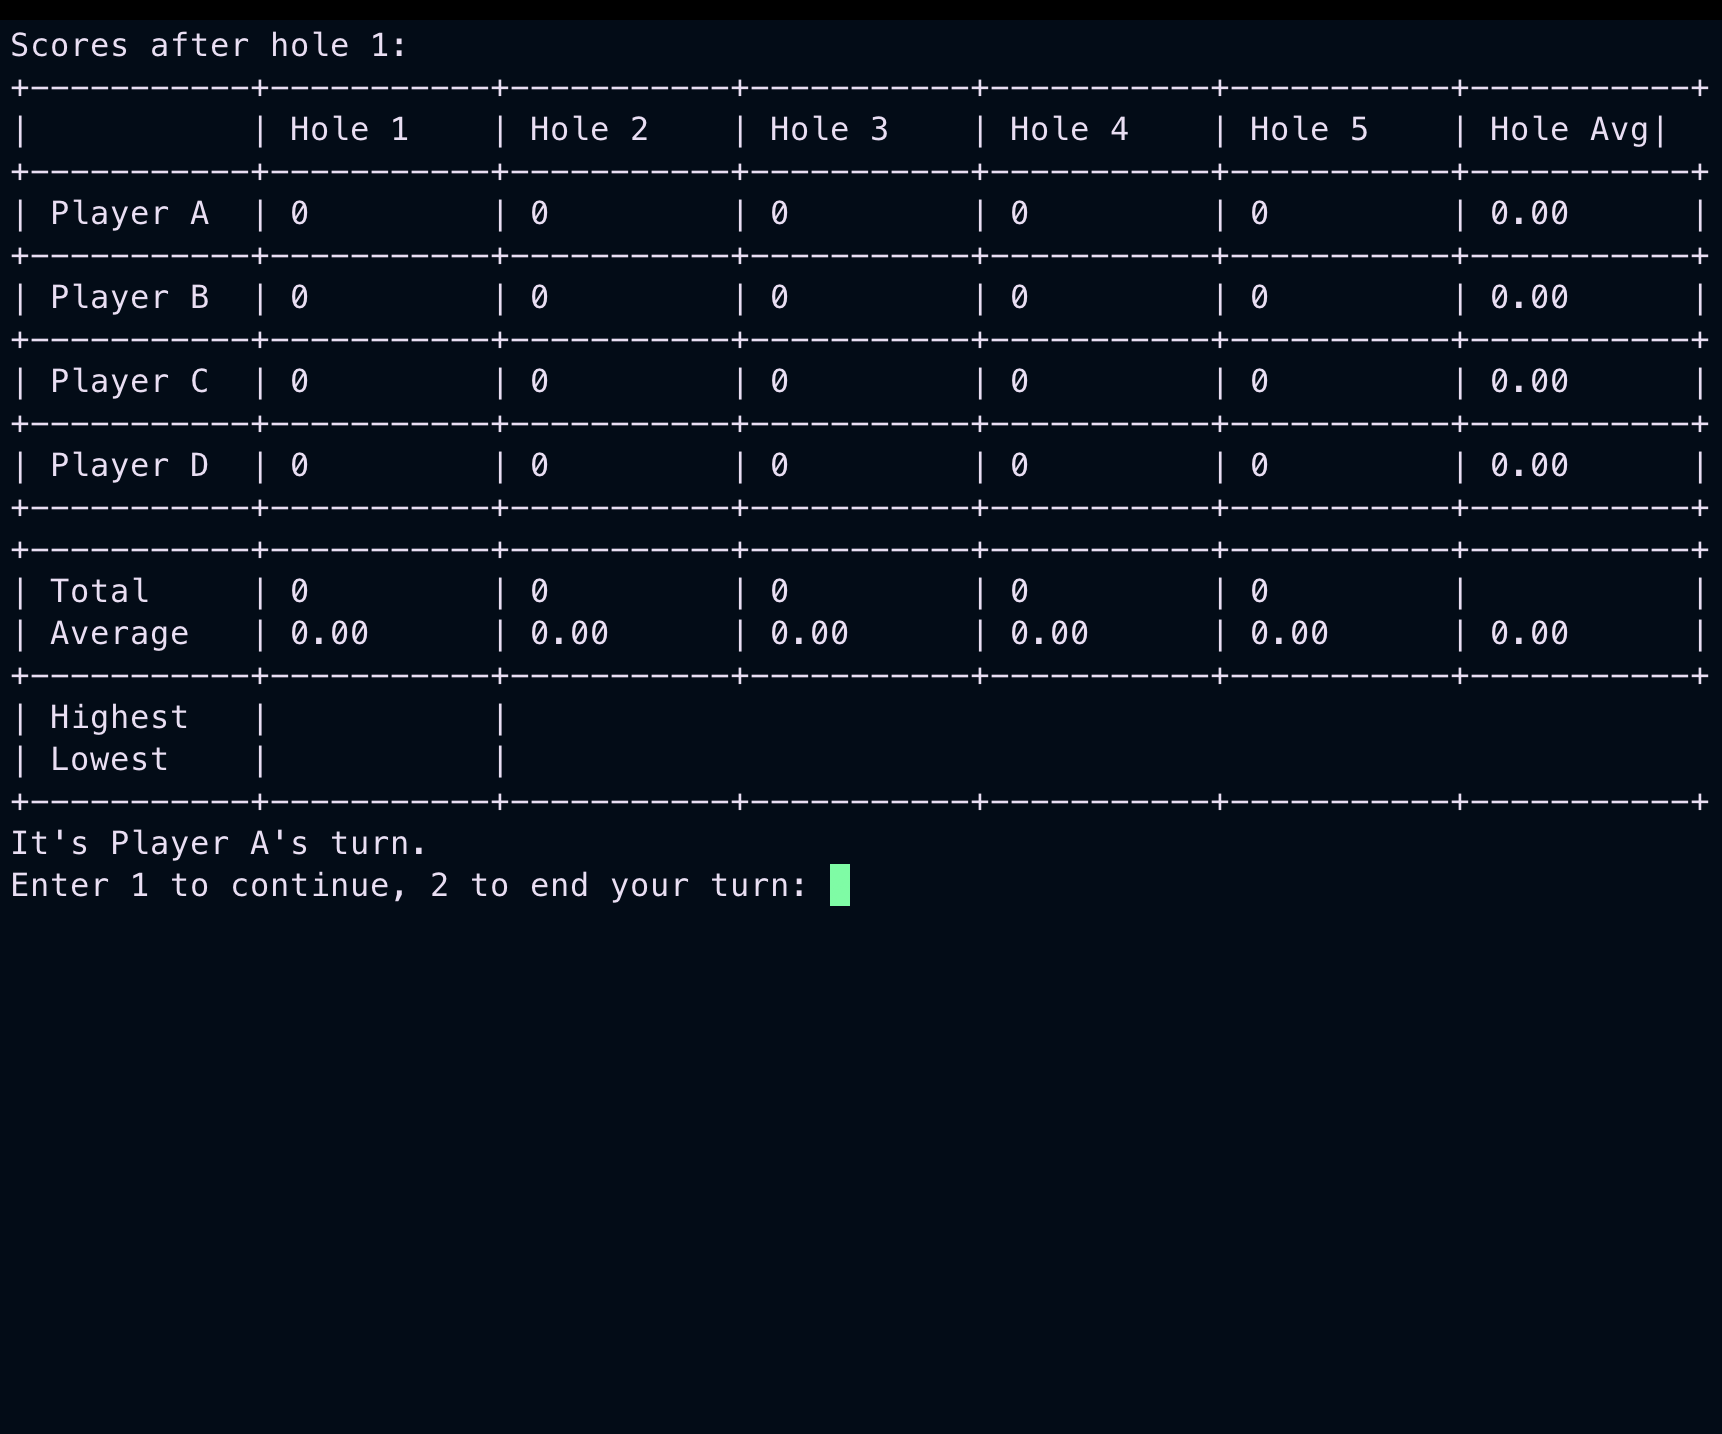 Scores after hole 1:
+-----------+-----------+-----------+-----------+-----------+-----------+-----------+
|           | Hole 1    | Hole 2    | Hole 3    | Hole 4    | Hole 5    | Hole Avg|
+-----------+-----------+-----------+-----------+-----------+-----------+-----------+
| Player A  | 0         | 0         | 0         | 0         | 0         | 0.00      |
+-----------+-----------+-----------+-----------+-----------+-----------+-----------+
| Player B  | 0         | 0         | 0         | 0         | 0         | 0.00      |
+-----------+-----------+-----------+-----------+-----------+-----------+-----------+
| Player C  | 0         | 0         | 0         | 0         | 0         | 0.00      |
+-----------+-----------+-----------+-----------+-----------+-----------+-----------+
| Player D  | 0         | 0         | 0         | 0         | 0         | 0.00      |
+-----------+-----------+-----------+-----------+-----------+-----------+-----------+
+-----------+-----------+-----------+-----------+-----------+-----------+-----------+
| Total     | 0         | 0         | 0         | 0         | 0         |           |
| Average   | 0.00      | 0.00      | 0.00      | 0.00      | 0.00      | 0.00      |
+-----------+-----------+-----------+-----------+-----------+-----------+-----------+
| Highest   |           |
| Lowest    |           |
+-----------+-----------+-----------+-----------+-----------+-----------+-----------+
It's Player A's turn.
Enter 1 to continue, 2 to end your turn: